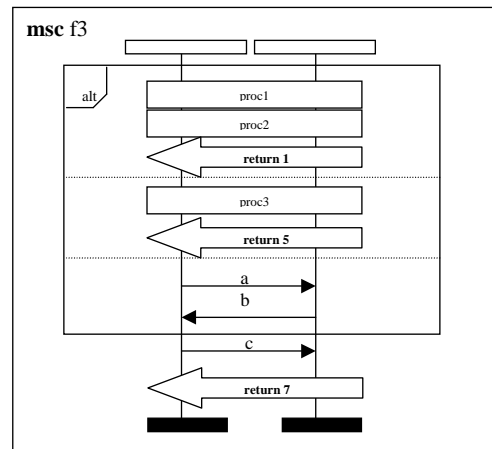 msc f3
alt
proc1
proc2
return 1
proc3
return 5
a
b
c
return 7